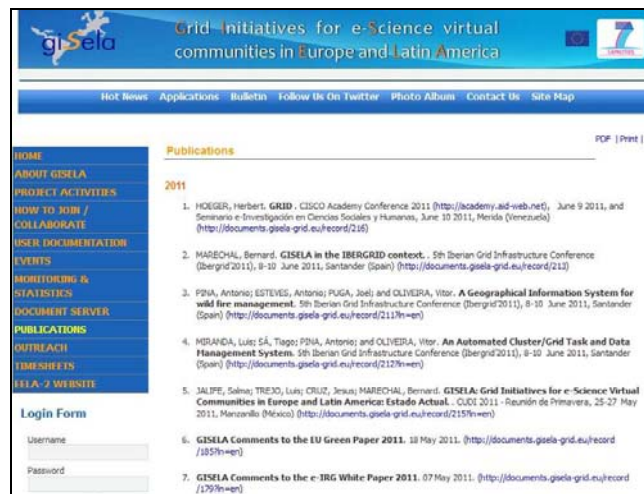 giSela
Grid Initiatives for e-Science virtual
communities in Europe and Latin America
7
Hot News Applications Bulletin Follow Us On Twitter Photo Album Contact Us Site Map
PDF | Print |
HOME
ABOUT GISELA
PROJECT ACTIVITIES
HOW TO JOIN /
COLLABORATE
USER DOCUMENTATION
EVENTS
MONITORING &
STATISTICS
DOCUMENT SERVER
PUBLICATIONS
OUTREACH
TIMESHEETS
EELA-2 WEBSITE
Login Form
Username
Password
Publications
2011
1. HOEGER, Herbert. GRID . CISCO Academy Conference 2011 (http://academy.aid-web.net), June 9 2011, and
Seminario e-Investigación en Ciencias Sociales y Humanas, June 10 2011, Merida (Venezuela)
(http://documents.gisela-grid.eu/record/216)
2. MARECHAL, Bernard. GISELA in the IBERGRID context. . 5th Iberian Grid Infrastructure Conference
(Ibergrid'2011), 8-10 June 2011, Santander (Spain) (http://documents.gisela-grid.eu/record/213)
3. PINA, Antonio; ESTEVES, Antonio; PUGA, Joel; and OLIVEIRA, Vitor. A Geographical Information System for
wild fire management. 5th Iberian Grid Infrastructure Conference (Ibergrid'2011), 8-10 June 2011, Santander
(Spain) (http://documents.gisela-grid.eu/record/211?ln=en)
4. MIRANDA, Luis; SÁ, Tiago; PINA, Antonio; and OLIVEIRA, Vitor. An Automated Cluster/Grid Task and Data
Management System. 5th Iberian Grid Infrastructure Conference (Ibergrid'2011), 8-10 June 2011, Santander
(Spain) (http://documents.gisela-grid.eu/record/212?ln=en)
5. JALIFE, Salma; TREJO, Luis; CRUZ, Jesus; MARECHAL, Bernard. GISELA: Grid Initiatives for e-Science Virtual
Communities in Europe and Latin America: Estado Actual. . CUDI 2011 - Reunión de Primavera, 25-27 May
2011, Manzanillo (México) (http://documents.gisela-grid.eu/record/215?ln=en)
6. GISELA Comments to the EU Green Paper 2011. 18 May 2011. (http://documents.gisela-grid.eu/record
/185?ln=en)
7. GISELA Comments to the e-IRG White Paper 2011. 07 May 2011. (http://documents.gisela-grid.eu/record
/179?ln=en)